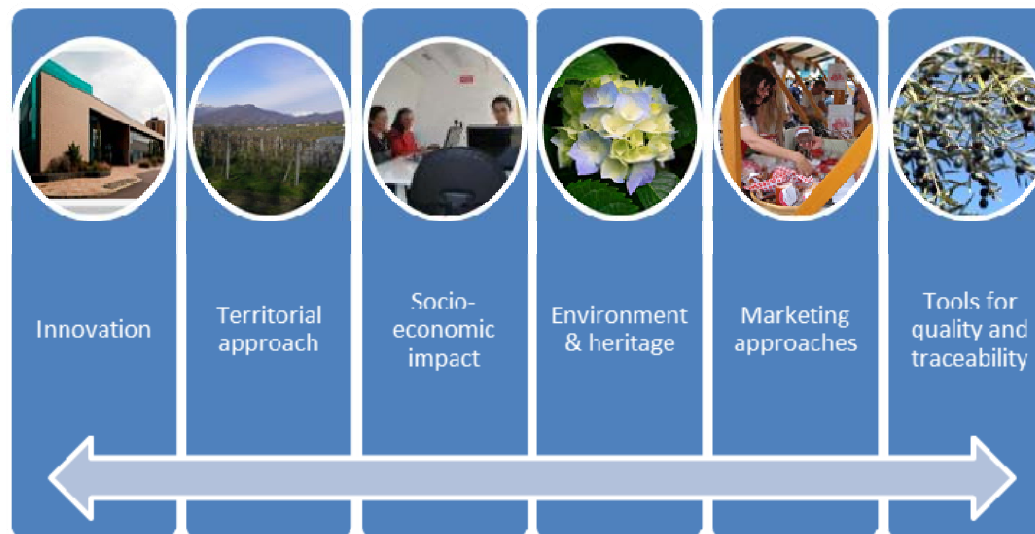 Innovation
Territorial
approach
Socio-
economic
impact
Environment
& heritage
Marketing
approaches
Tools for
quality and
traceability